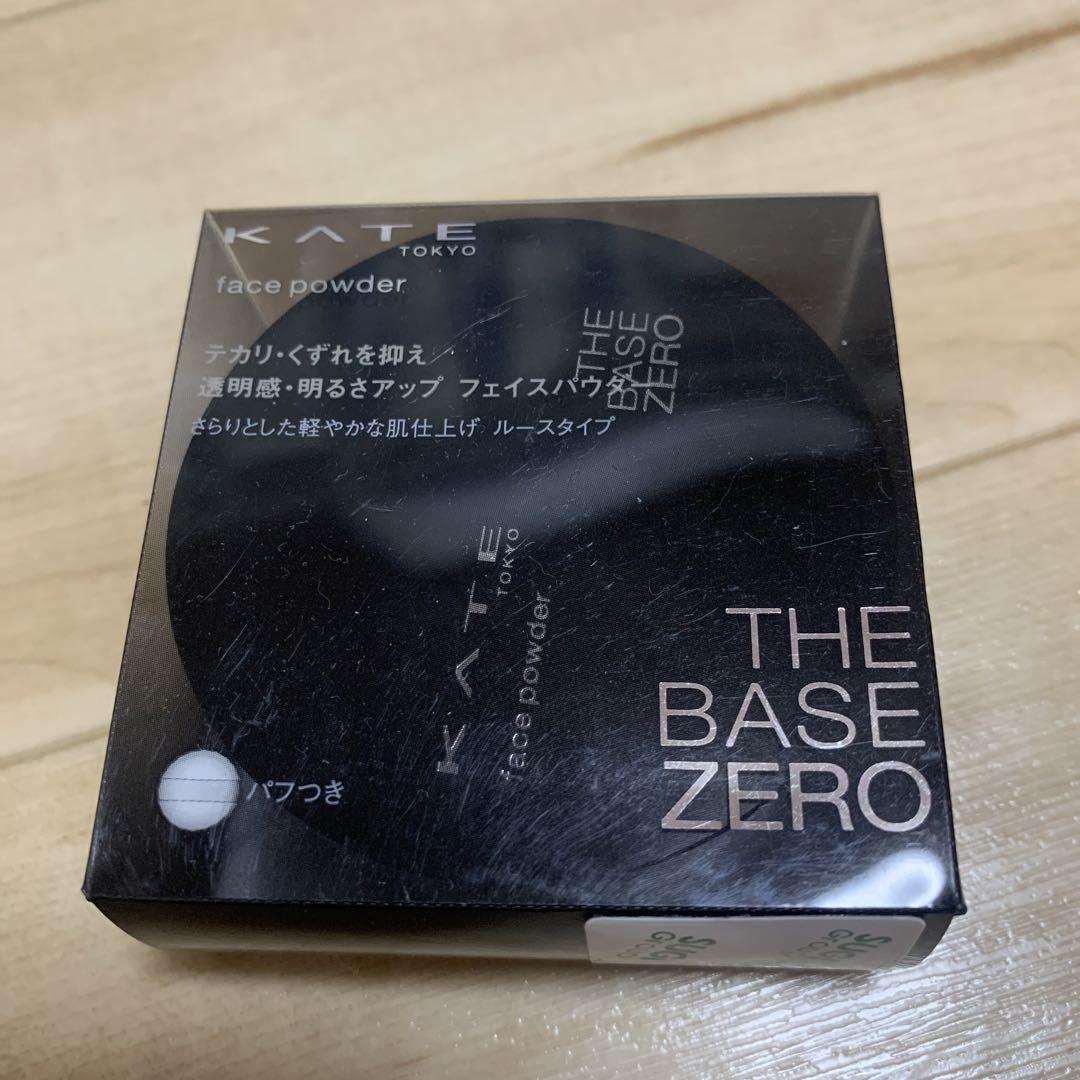 KATE
TOKYO
face powder
テカリ・くずれを抑え
透明感・明るさアップ フェイスパウダー
さらりとした軽やかな肌仕上げ ルースタイプ
THE
BASE
ZERO
KATE
TOKYO
face powder
THE
BASE
ZERO
パフつき
SUGI